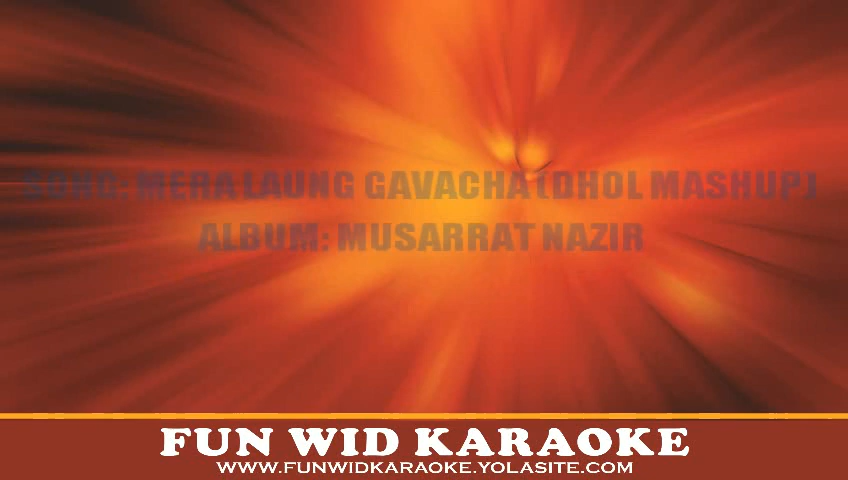 SONG: MERA LAUNG GAVACHA (DHOL MASHUP)
ALBUM: MUSARRAT NAZIR
FUN WID KARAOKE
WWW.FUNWIDKARAOKE.YOLASITE.COM